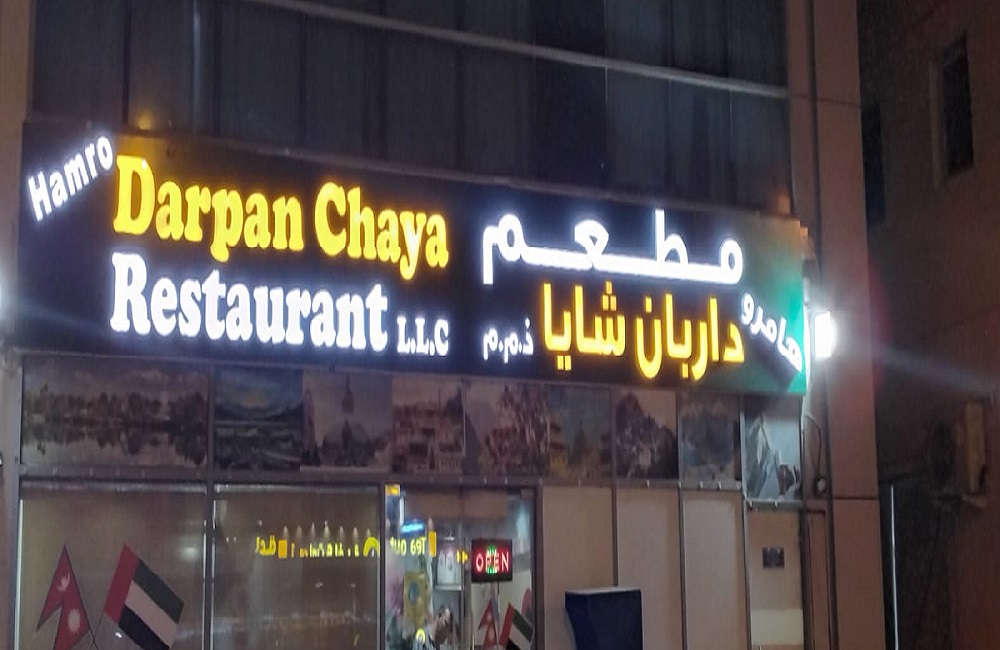 Hamro
Darpan Chaya
Restaurant L.L.C
مطعم
هامرو
داربان شايا ذ.م.م
OPEN